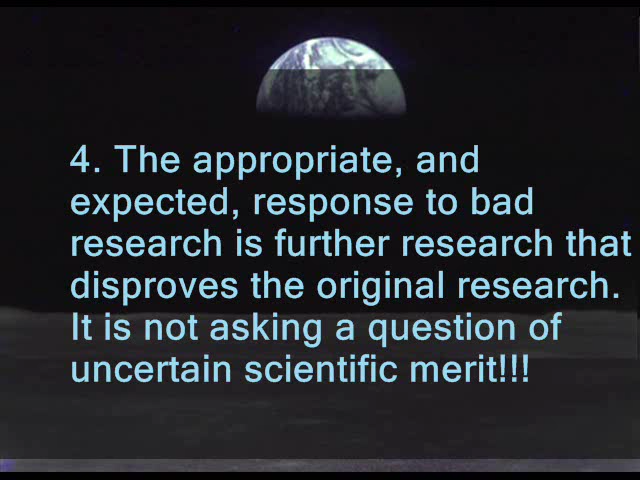 4. The appropriate, and
expected, response to bad
research is further research that
disproves the original research.
It is not asking a question of
uncertain scientific merit!!!